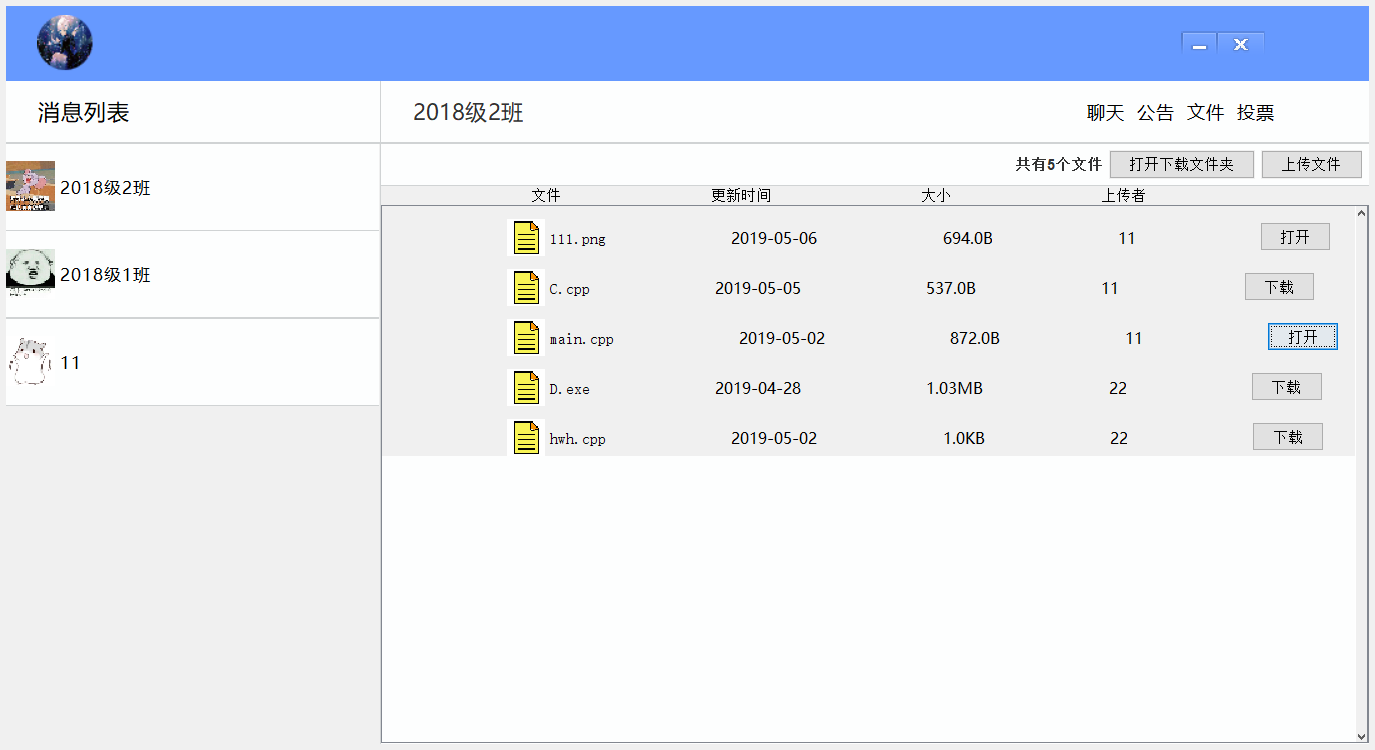 消息列表
2018级2班
聊天 公告 文件 投票
2018级2班
2018级1班
11
共有5个文件 打开下载文件夹 上传文件
文件 更新时间 大小 上传者
111.png 2019-05-06 694.0B 11 打开
C.cpp 2019-05-05 537.0B 11 下载
main.cpp 2019-05-02 872.0B 11 打开
D.exe 2019-04-28 1.03MB 22 下载
hwh.cpp 2019-05-02 1.0KB 22 下载